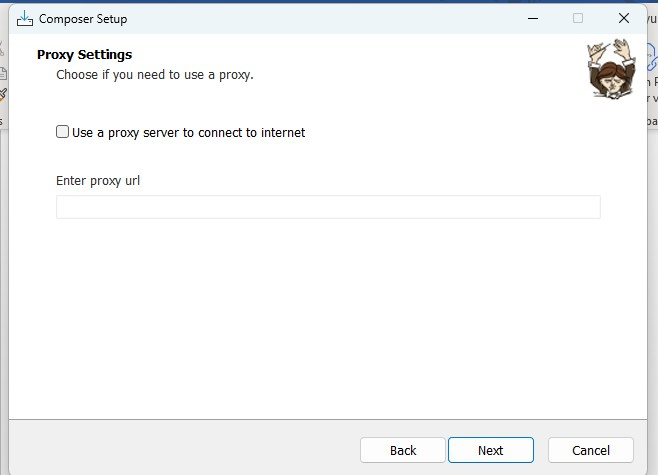 Composer Setup
Proxy Settings
Choose if you need to use a proxy.
Use a proxy server to connect to internet
Enter proxy url
Back
Next
Cancel